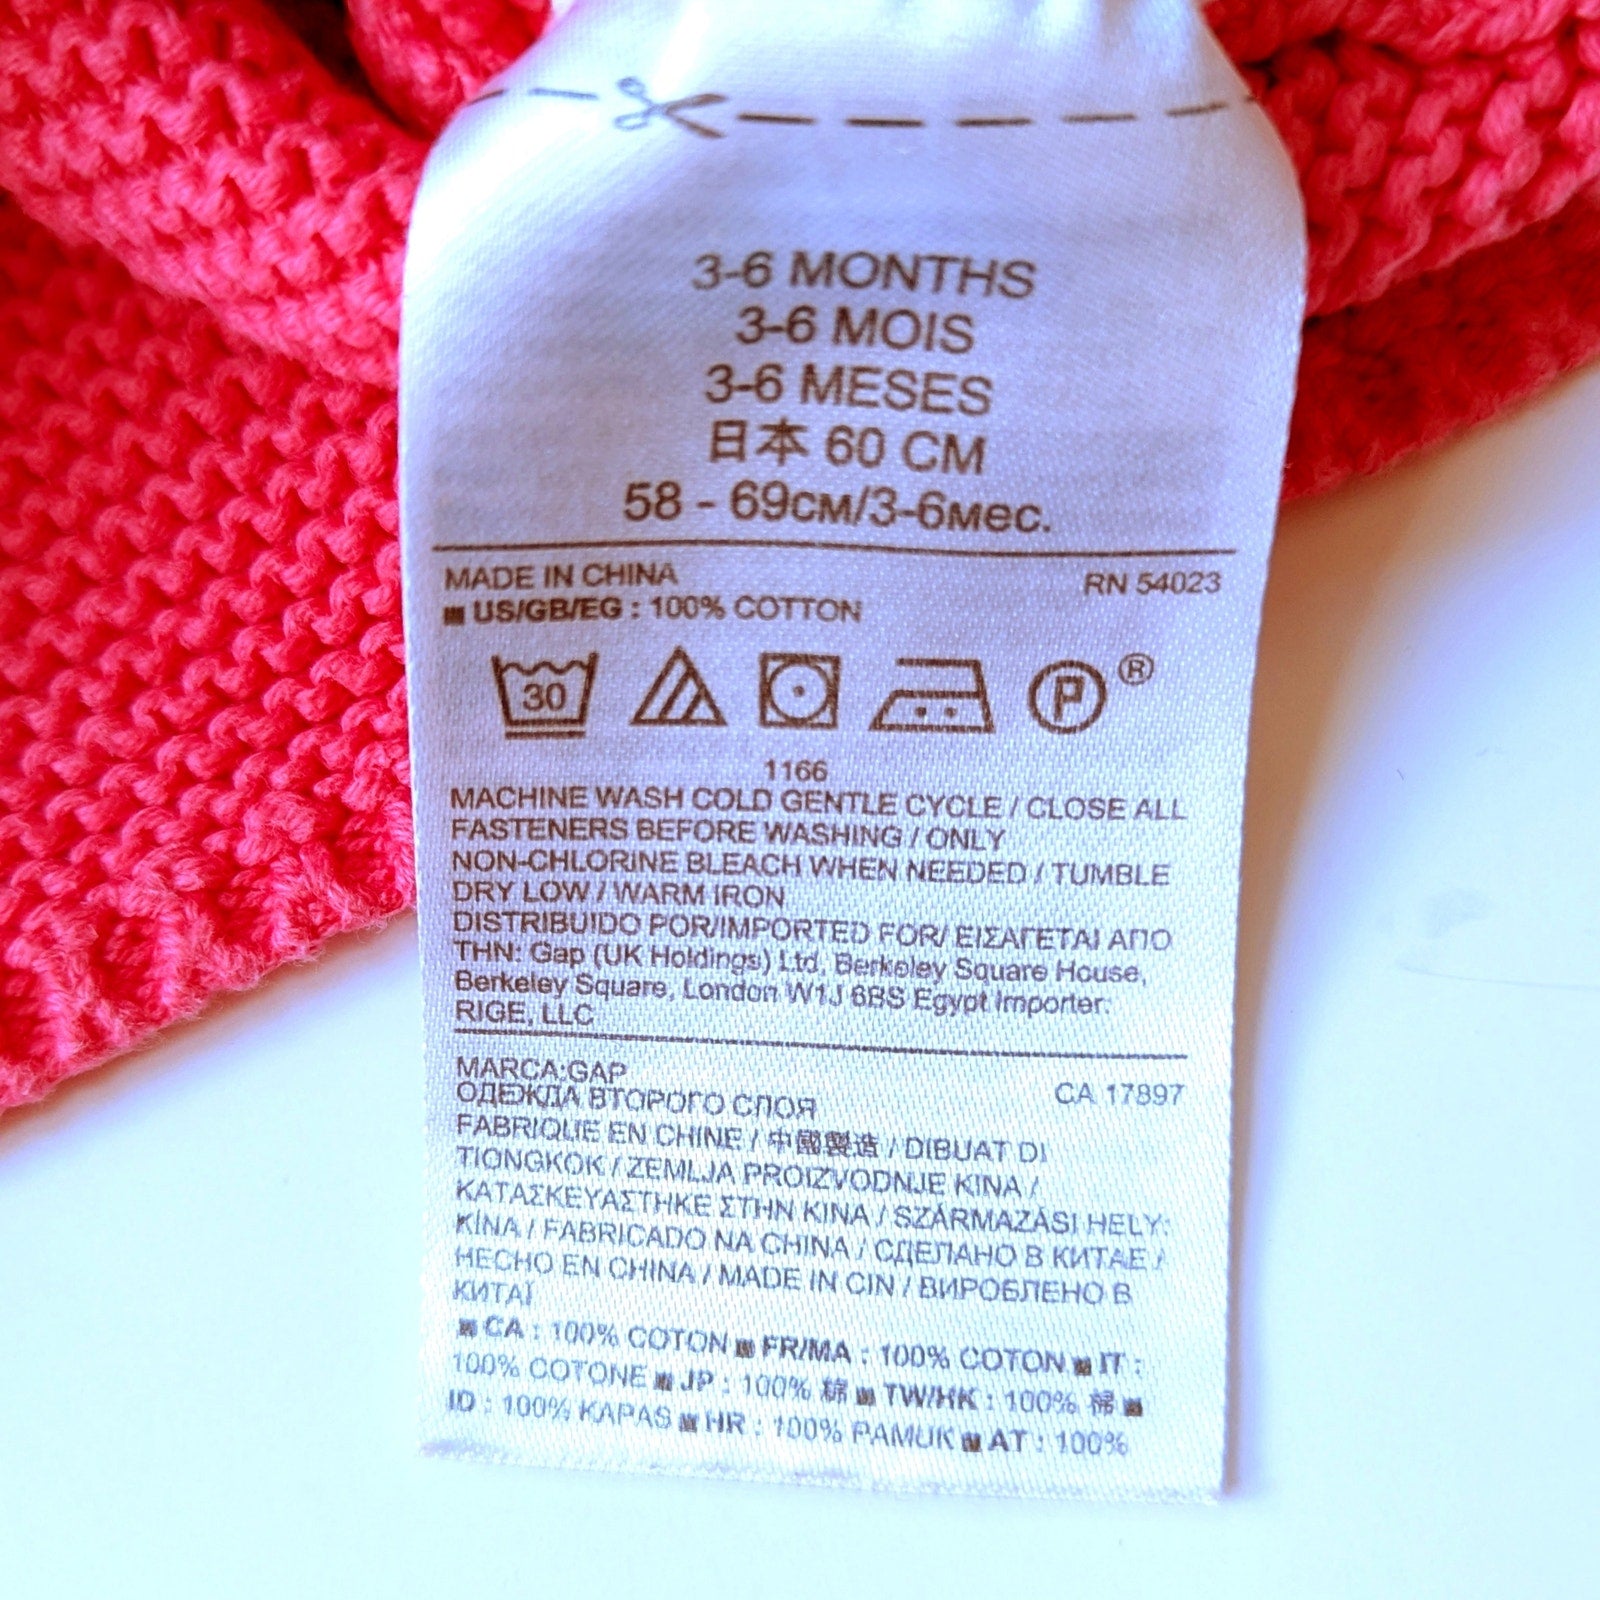 3-6 MONTHS
3-6 MOIS
3-6 MESES
日本 60 CM
58 - 69см/3-6мес.
MADE IN CHINA RN 54023
■ US/GB/EG : 100% COTTON
30 P ®
1166
MACHINE WASH COLD GENTLE CYCLE / CLOSE ALL
FASTENERS BEFORE WASHING / ONLY
NON-CHLORINE BLEACH WHEN NEEDED / TUMBLE
DRY LOW / WARM IRON
DISTRIBUIDO POR/IMPORTED FOR/ ΕΙΣΑΓΕΤΑΙ ΑΠΟ
ΤΗΝ: Gap (UK Holdings) Ltd, Berkeley Square House,
Berkeley Square, London W1J 6BS Egypt Importer:
RIGE, LLC
MARCA:GAP
ОДЕЖДА ВТОРОГО СЛОЯ CA 17897
FABRIQUE EN CHINE / 中國製造 / DIBUAT DI
TIONGKOK / ZEMLJA PROIZVODNJE KINA /
ΚΑΤΑΣΚΕΥΑΣΤΗΚΕ ΣΤΗΝ ΚΙΝΑ / SZÁRMAZÁSI HELY:
KÍNA / FABRICADO NA CHINA / СДЕЛАНО В КИТАЕ /
HECHO EN CHINA / MADE IN CIN / ВИРОБЛЕНО В
КИТАЇ
■ CA : 100% COTON ■ FR/MA : 100% COTON ■ IT :
100% COTONE ■ JP : 100% 綿 ■ TW/HK : 100% 棉 ■
ID : 100% KAPAS ■ HR : 100% PAMUK ■ AT : 100%